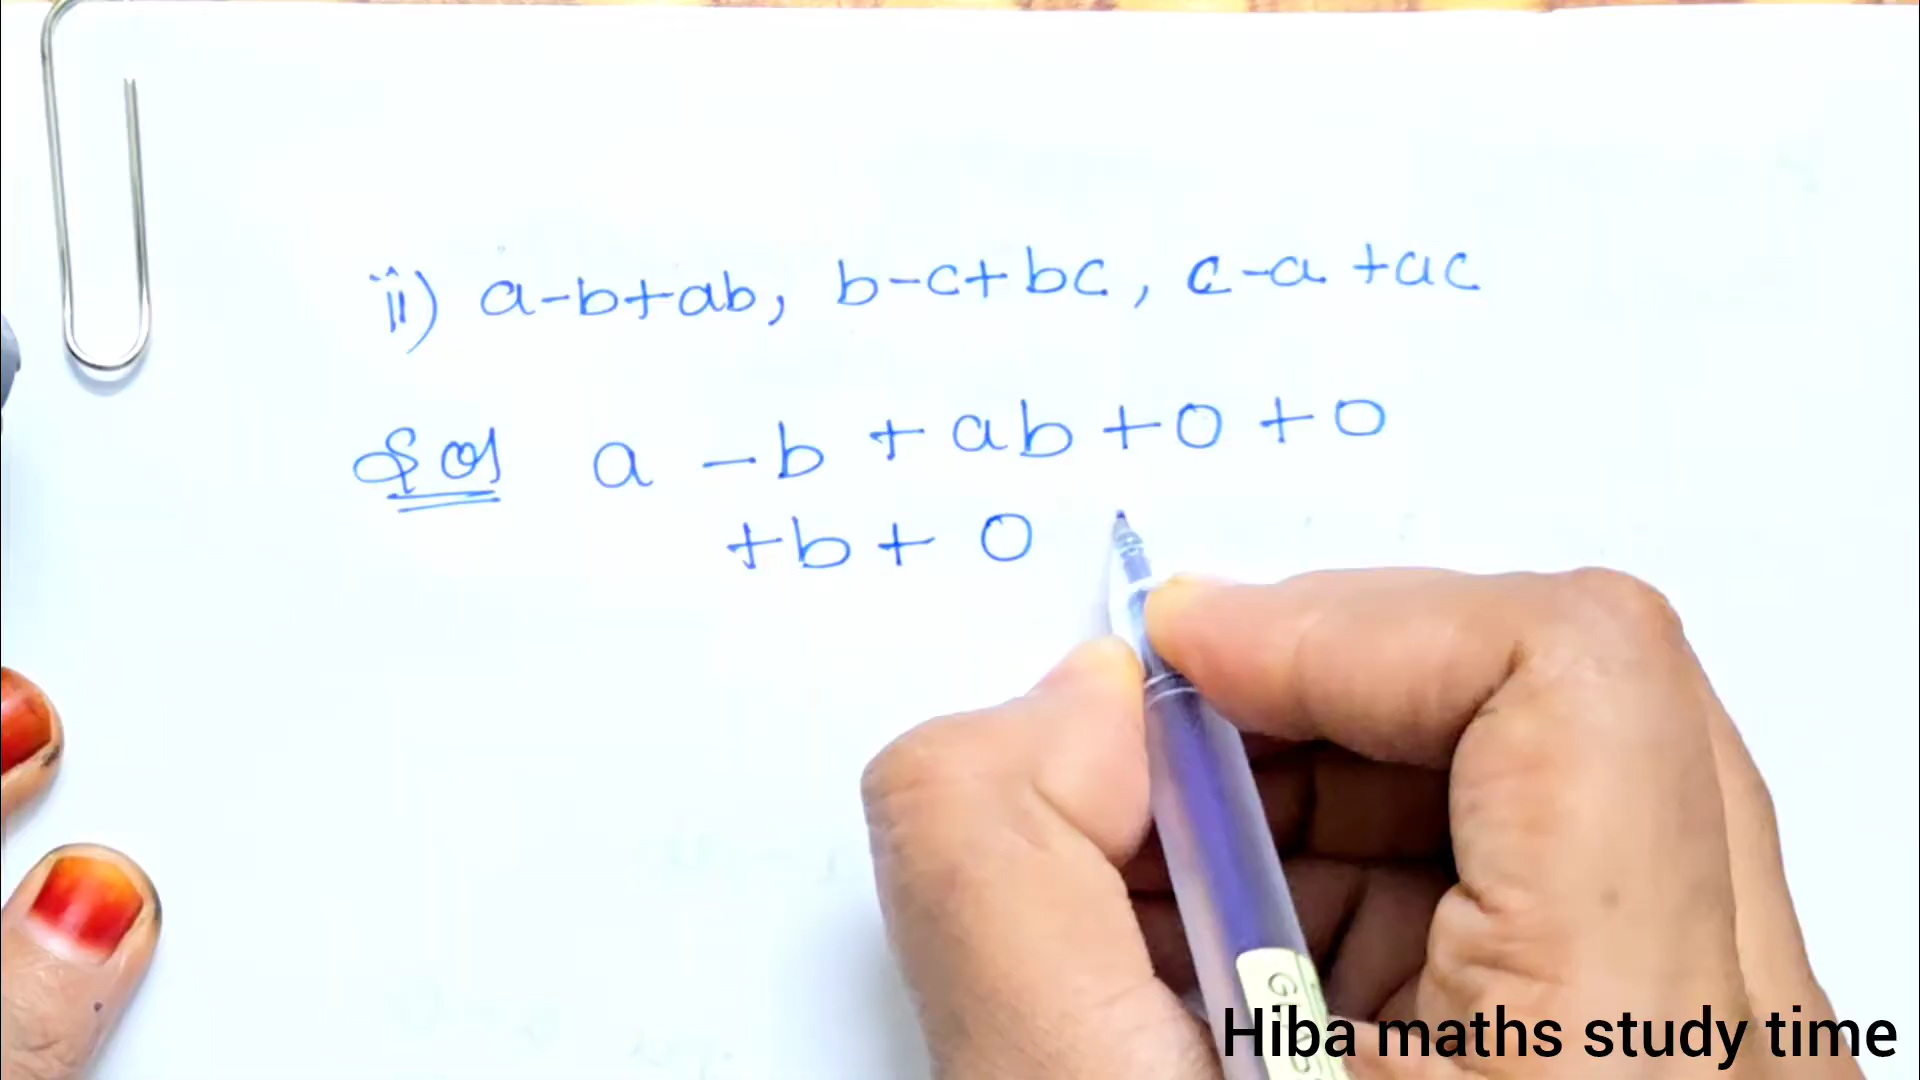 ii) a-b+ab, b-c+bc, c-a+ac
Sol a - b + ab + 0 + 0
+b + 0
Hiba maths study time